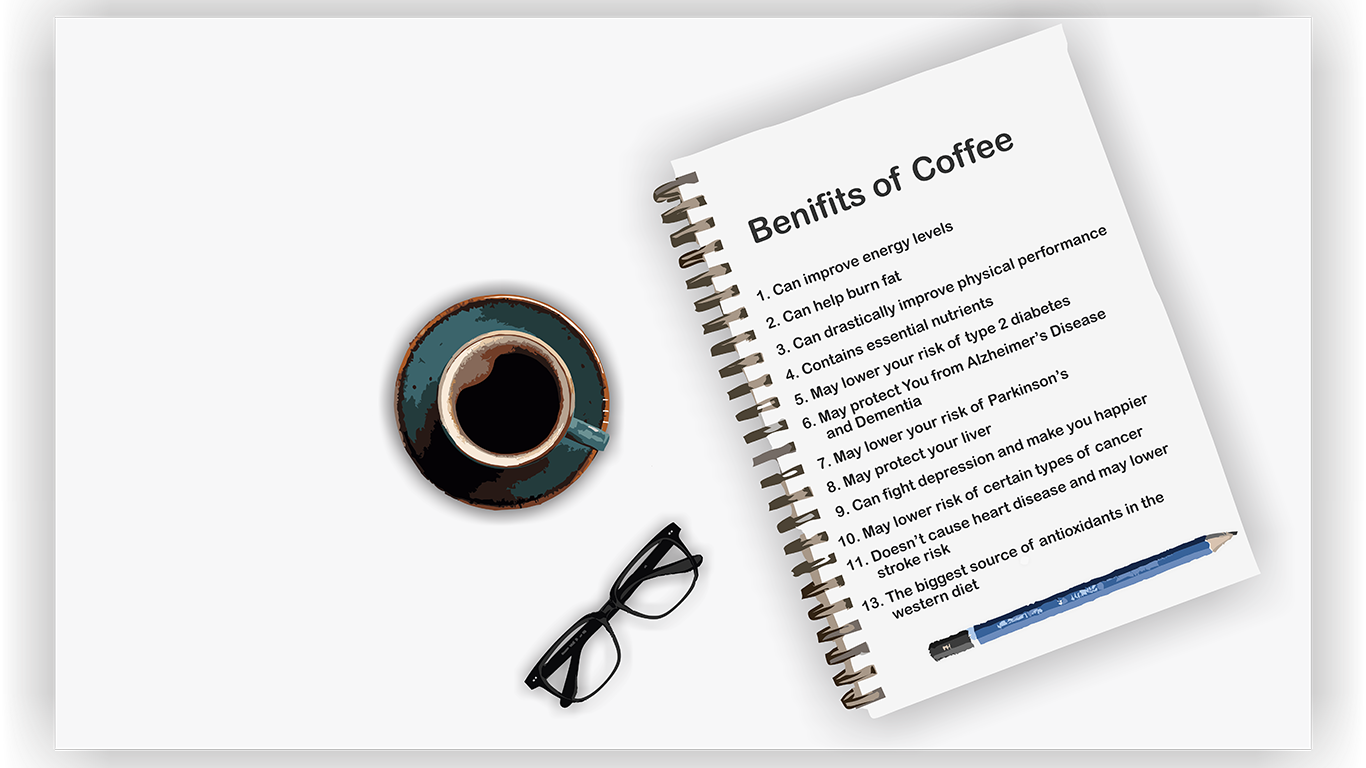 Benifits of Coffee
1. Can improve energy levels
2. Can help burn fat
3. Can drastically improve physical performance
4. Contains essential nutrients
5. May lower your risk of type 2 diabetes
6. May protect You from Alzheimer's Disease
and Dementia
7. May lower your risk of Parkinson's
8. May protect your liver
9. Can fight depression and make you happier
10. May lower risk of certain types of cancer
11. Doesn't cause heart disease and may lower
stroke risk
13. The biggest source of antioxidants in the
western diet